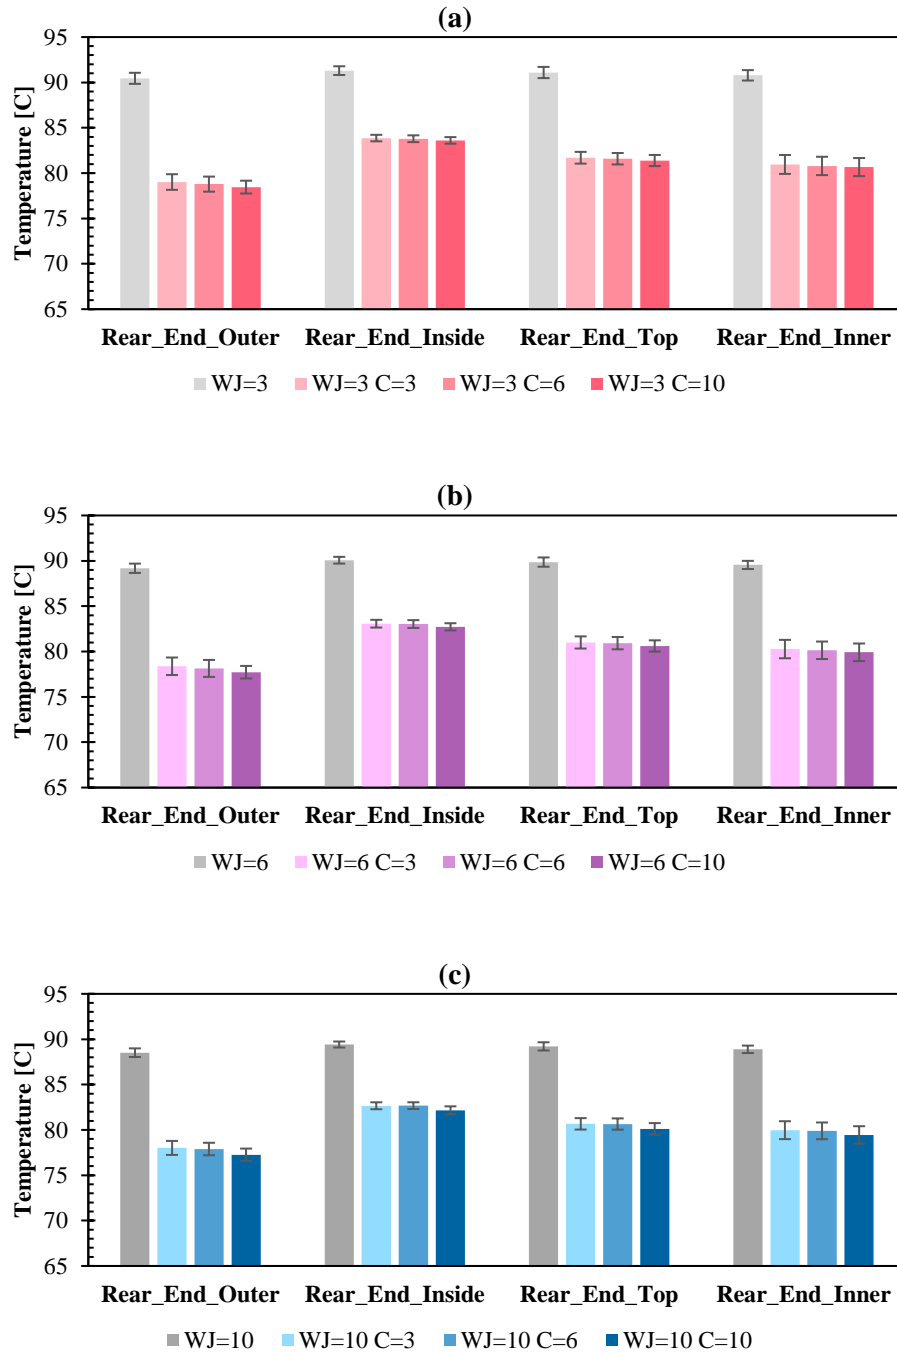 (a)
Temperature [C]
95
90
85
80
75
70
65
Rear_End_Outer Rear_End_Inside Rear_End_Top Rear_End_Inner
WJ=3 WJ=3 C=3 WJ=3 C=6 WJ=3 C=10
(b)
Temperature [C]
95
90
85
80
75
70
65
Rear_End_Outer Rear_End_Inside Rear_End_Top Rear_End_Inner
WJ=6 WJ=6 C=3 WJ=6 C=6 WJ=6 C=10
(c)
Temperature [C]
95
90
85
80
75
70
65
Rear_End_Outer Rear_End_Inside Rear_End_Top Rear_End_Inner
WJ=10 WJ=10 C=3 WJ=10 C=6 WJ=10 C=10